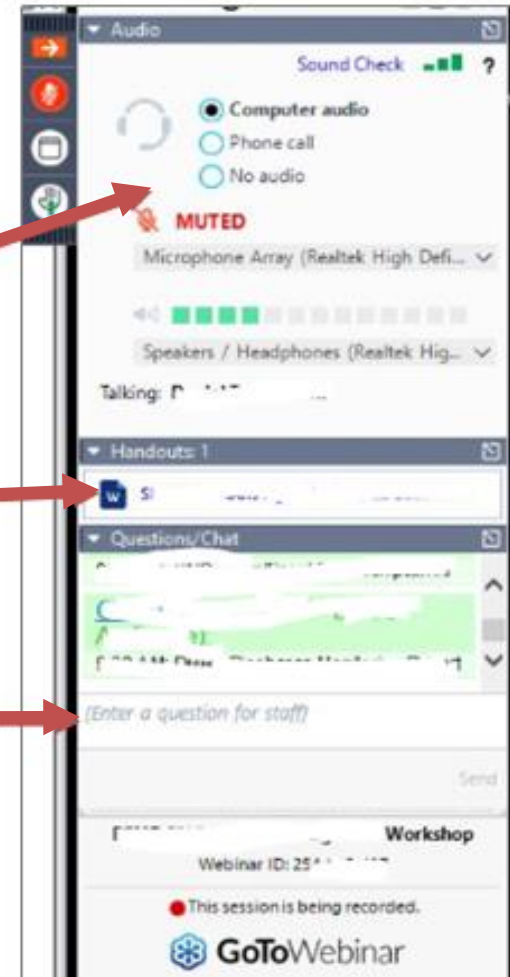 Audio
Sound Check ?
Computer audio
Phone call
No audio
MUTED
Microphone Array (Realtek High Defi...
Speakers / Headphones (Realtek Hig...
Talking:
Handouts: 1
W
Questions/Chat
(Enter a question for staff)
Send
Workshop
Webinar ID: 25
This session is being recorded.
GoToWebinar